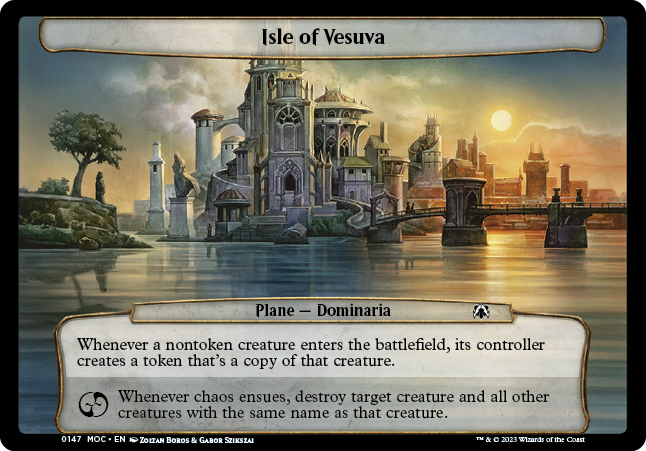 Isle of Vesuva
Plane — Dominaria
Whenever a nontoken creature enters the battlefield, its controller
creates a token that's a copy of that creature.
Whenever chaos ensues, destroy target creature and all other
creatures with the same name as that creature.
0147 MOC • EN Zoltan Boros & Gabor Szikszai
™ & © 2023 Wizards of the Coast